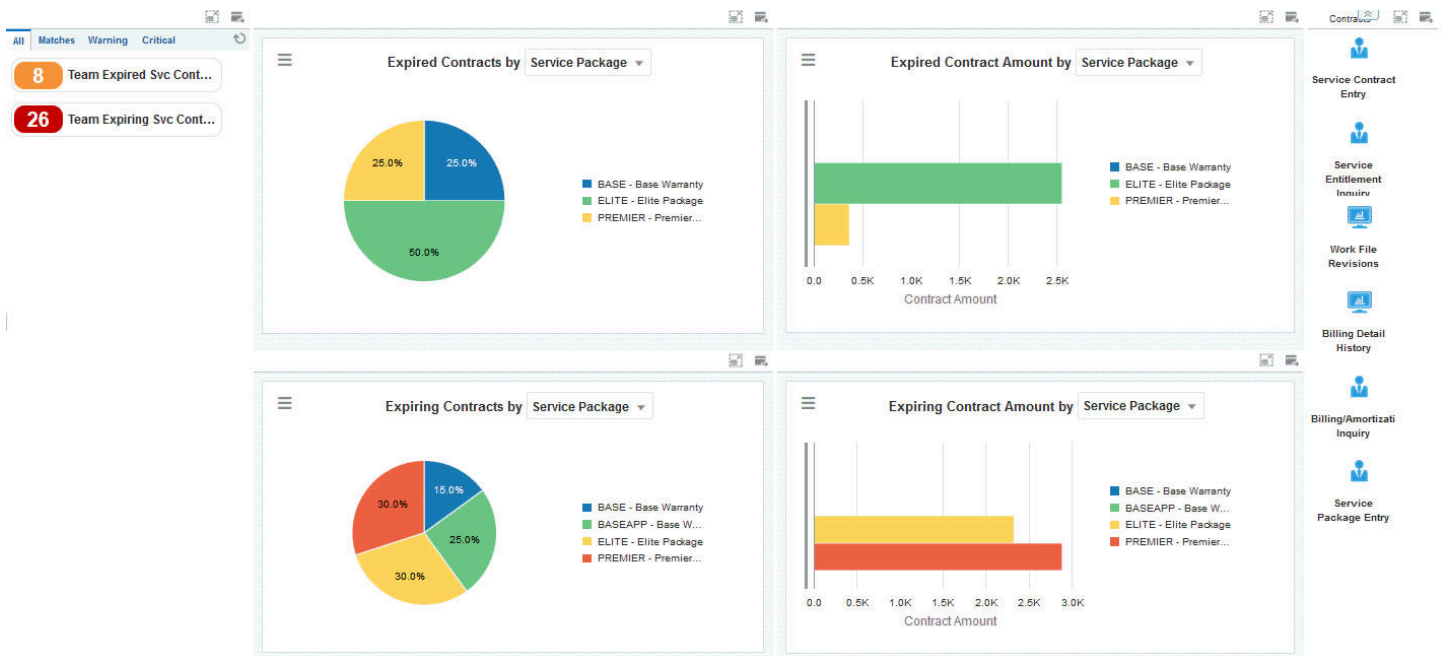 All Matches Warning Critical
8 Team Expired Svc Cont...
26 Team Expiring Svc Cont...
Expired Contracts by Service Package
25.0% 25.0%
50.0%
BASE - Base Warranty
ELITE - Elite Package
PREMIER - Premier...
Expired Contract Amount by Service Package
0.0 0.5K 1.0K 1.5K 2.0K 2.5K
Contract Amount
BASE - Base Warranty
ELITE - Elite Package
PREMIER - Premier...
Expiring Contracts by Service Package
30.0% 15.0%
25.0%
30.0%
BASE - Base Warranty
BASEAPP - Base W...
ELITE - Elite Package
PREMIER - Premier...
Expiring Contract Amount by Service Package
0.0 0.5K 1.0K 1.5K 2.0K 2.5K 3.0K
Contract Amount
BASE - Base Warranty
BASEAPP - Base W...
ELITE - Elite Package
PREMIER - Premier...
Contracts
Service Contract
Entry
Service
Entitlement
Inquiry
Work File
Revisions
Billing Detail
History
Billing/Amortizati
Inquiry
Service
Package Entry